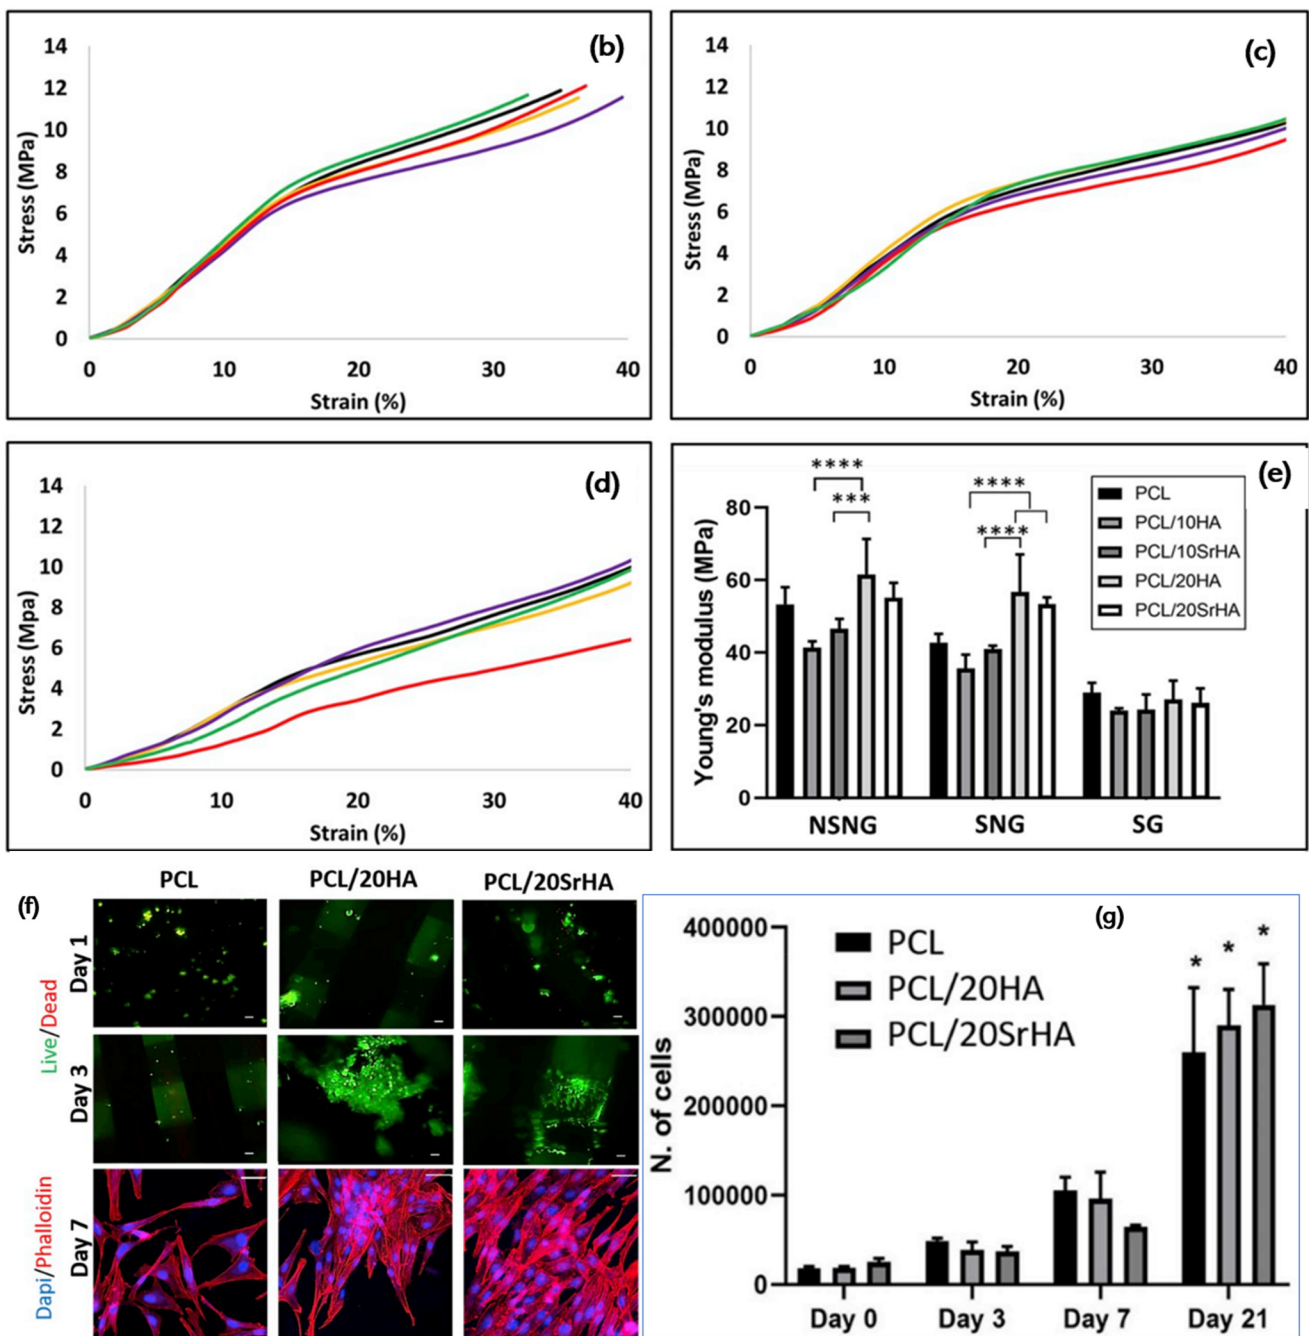 (b)
14
12
10
8
6
4
2
0
Stress (MPa)
0 10 20 30 40
Strain (%)
(c)
14
12
10
8
6
4
2
0
Stress (MPa)
0 10 20 30 40
Strain (%)
(d)
14
12
10
8
6
4
2
0
Stress (Mpa)
0 10 20 30 40
Strain (%)
(e)
80
60
40
20
0
Young's modulus (MPa)
****
***
****
****
PCL
PCL/10HA
PCL/10SrHA
PCL/20HA
PCL/20SrHA
NSNG SNG SG
(f)
PCL PCL/20HA PCL/20SrHA
Live/Dead
Day 1
Day 3
Dapi/Phalloidin
Day 7
(g)
400000
300000
200000
100000
0
N. of cells
PCL
PCL/20HA
PCL/20SrHA
* * *
Day 0 Day 3 Day 7 Day 21